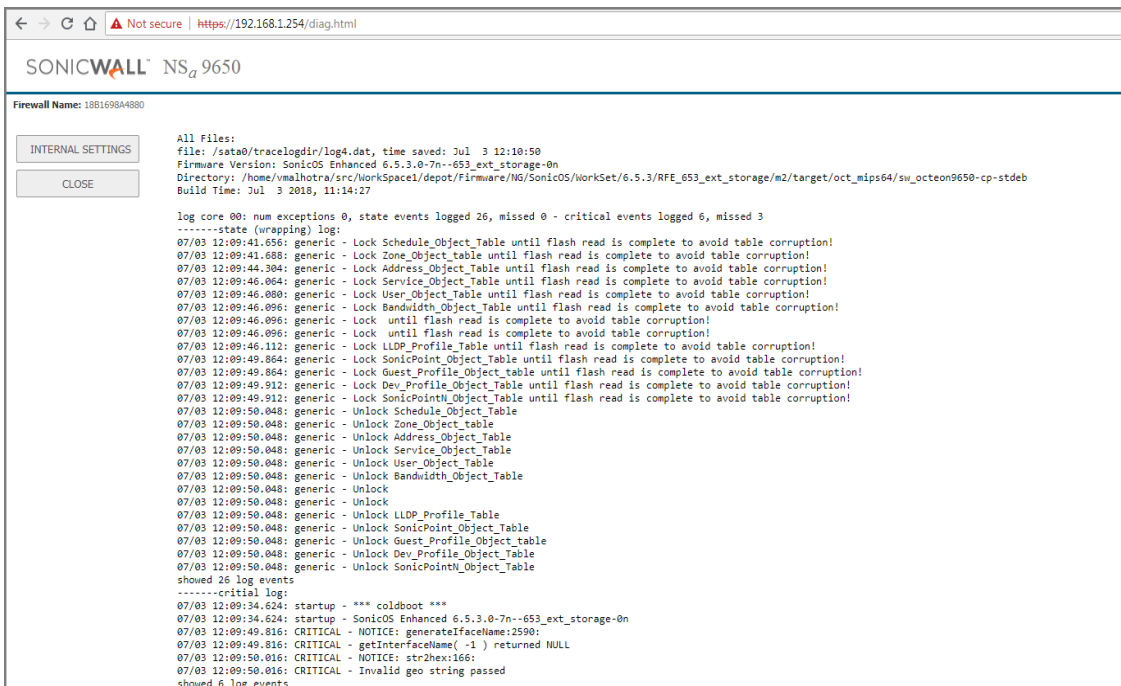 Not secure | https://192.168.1.254/diag.html
SONICWALL NSa 9650
Firewall Name: 18B1698A4880
INTERNAL SETTINGS
CLOSE
All Files:
file: /sata0/tracelogdir/log4.dat, time saved: Jul  3 12:10:50
Firmware Version: SonicOS Enhanced 6.5.3.0-7n--653_ext_storage-0n
Directory: /home/vmalhotra/src/WorkSpace1/depot/Firmware/NG/SonicOS/WorkSet/6.5.3/RFE_653_ext_storage/m2/target/oct_mips64/sw_octeon9650-cp-stdeb
Build Time: Jul  3 2018, 11:14:27
log core 00: num exceptions 0, state events logged 26, missed 0 - critical events logged 6, missed 3
-------state (wrapping) log:
07/03 12:09:41.656: generic - Lock Schedule_Object_Table until flash read is complete to avoid table corruption!
07/03 12:09:41.688: generic - Lock Zone_Object_table until flash read is complete to avoid table corruption!
07/03 12:09:44.304: generic - Lock Address_Object_Table until flash read is complete to avoid table corruption!
07/03 12:09:46.064: generic - Lock Service_Object_Table until flash read is complete to avoid table corruption!
07/03 12:09:46.080: generic - Lock User_Object_Table until flash read is complete to avoid table corruption!
07/03 12:09:46.096: generic - Lock Bandwidth_Object_Table until flash read is complete to avoid table corruption!
07/03 12:09:46.096: generic - Lock  until flash read is complete to avoid table corruption!
07/03 12:09:46.096: generic - Lock  until flash read is complete to avoid table corruption!
07/03 12:09:46.112: generic - Lock LLDP_Profile_Table until flash read is complete to avoid table corruption!
07/03 12:09:49.864: generic - Lock SonicPoint_Object_Table until flash read is complete to avoid table corruption!
07/03 12:09:49.864: generic - Lock Guest_Profile_Object_table until flash read is complete to avoid table corruption!
07/03 12:09:49.912: generic - Lock Dev_Profile_Object_Table until flash read is complete to avoid table corruption!
07/03 12:09:49.912: generic - Lock SonicPointN_Object_Table until flash read is complete to avoid table corruption!
07/03 12:09:50.048: generic - Unlock Schedule_Object_Table
07/03 12:09:50.048: generic - Unlock Zone_Object_table
07/03 12:09:50.048: generic - Unlock Address_Object_Table
07/03 12:09:50.048: generic - Unlock Service_Object_Table
07/03 12:09:50.048: generic - Unlock User_Object_Table
07/03 12:09:50.048: generic - Unlock Bandwidth_Object_Table
07/03 12:09:50.048: generic - Unlock
07/03 12:09:50.048: generic - Unlock
07/03 12:09:50.048: generic - Unlock LLDP_Profile_Table
07/03 12:09:50.048: generic - Unlock SonicPoint_Object_Table
07/03 12:09:50.048: generic - Unlock Guest_Profile_Object_table
07/03 12:09:50.048: generic - Unlock Dev_Profile_Object_Table
07/03 12:09:50.048: generic - Unlock SonicPointN_Object_Table
showed 26 log events
-------critial log:
07/03 12:09:34.624: startup - *** coldboot ***
07/03 12:09:34.624: startup - SonicOS Enhanced 6.5.3.0-7n--653_ext_storage-0n
07/03 12:09:49.816: CRITICAL - NOTICE: generateIfaceName:2590:
07/03 12:09:49.816: CRITICAL - getInterfaceName( -1 ) returned NULL
07/03 12:09:50.016: CRITICAL - NOTICE: str2hex:166:
07/03 12:09:50.016: CRITICAL - Invalid geo string passed
showed 6 log events